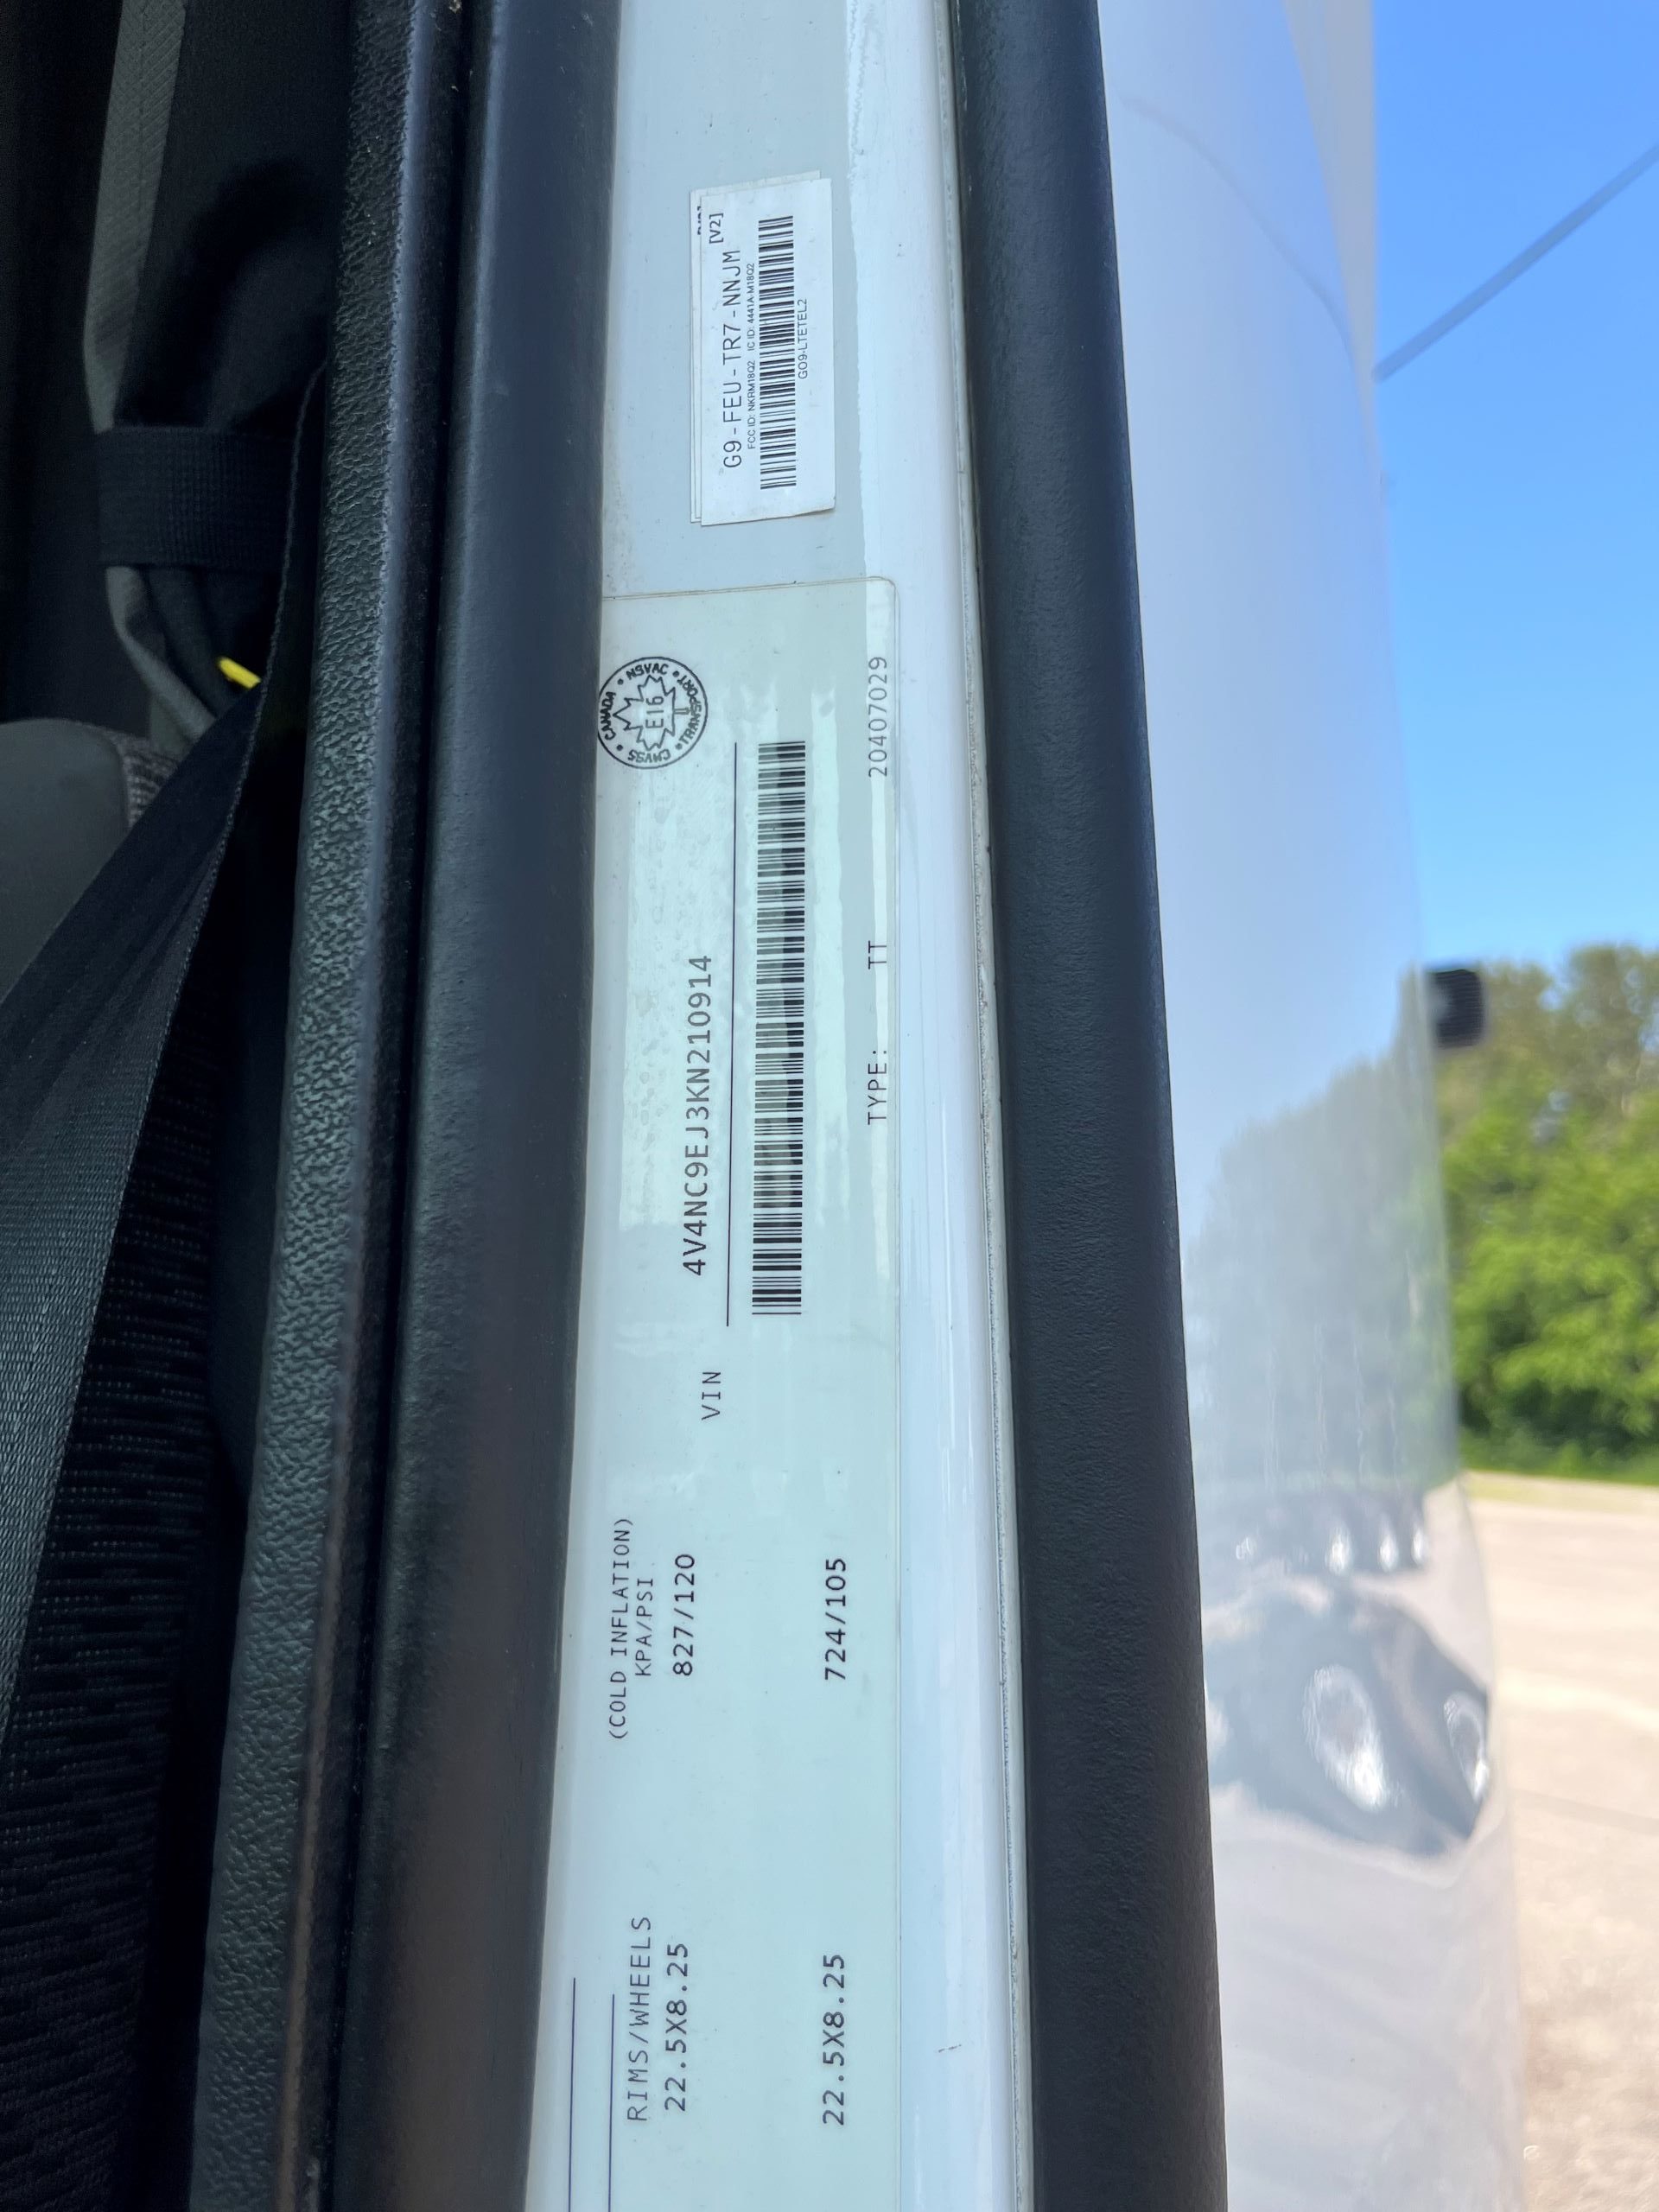 G9-FEU-TR7-NNJM [V2]
FCC ID: NKRM18Q2 IC ID: 4441A-M18Q2
GO9-LTETEL2
CANADA • NSVAC • TRANSPORT • CMVSS •
E16
(COLD INFLATION)
RIMS/WHEELS KPA/PSI
22.5X8.25 827/120 VIN 4V4NC9EJ3KN210914
22.5X8.25 724/105 TYPE: TT 20407029